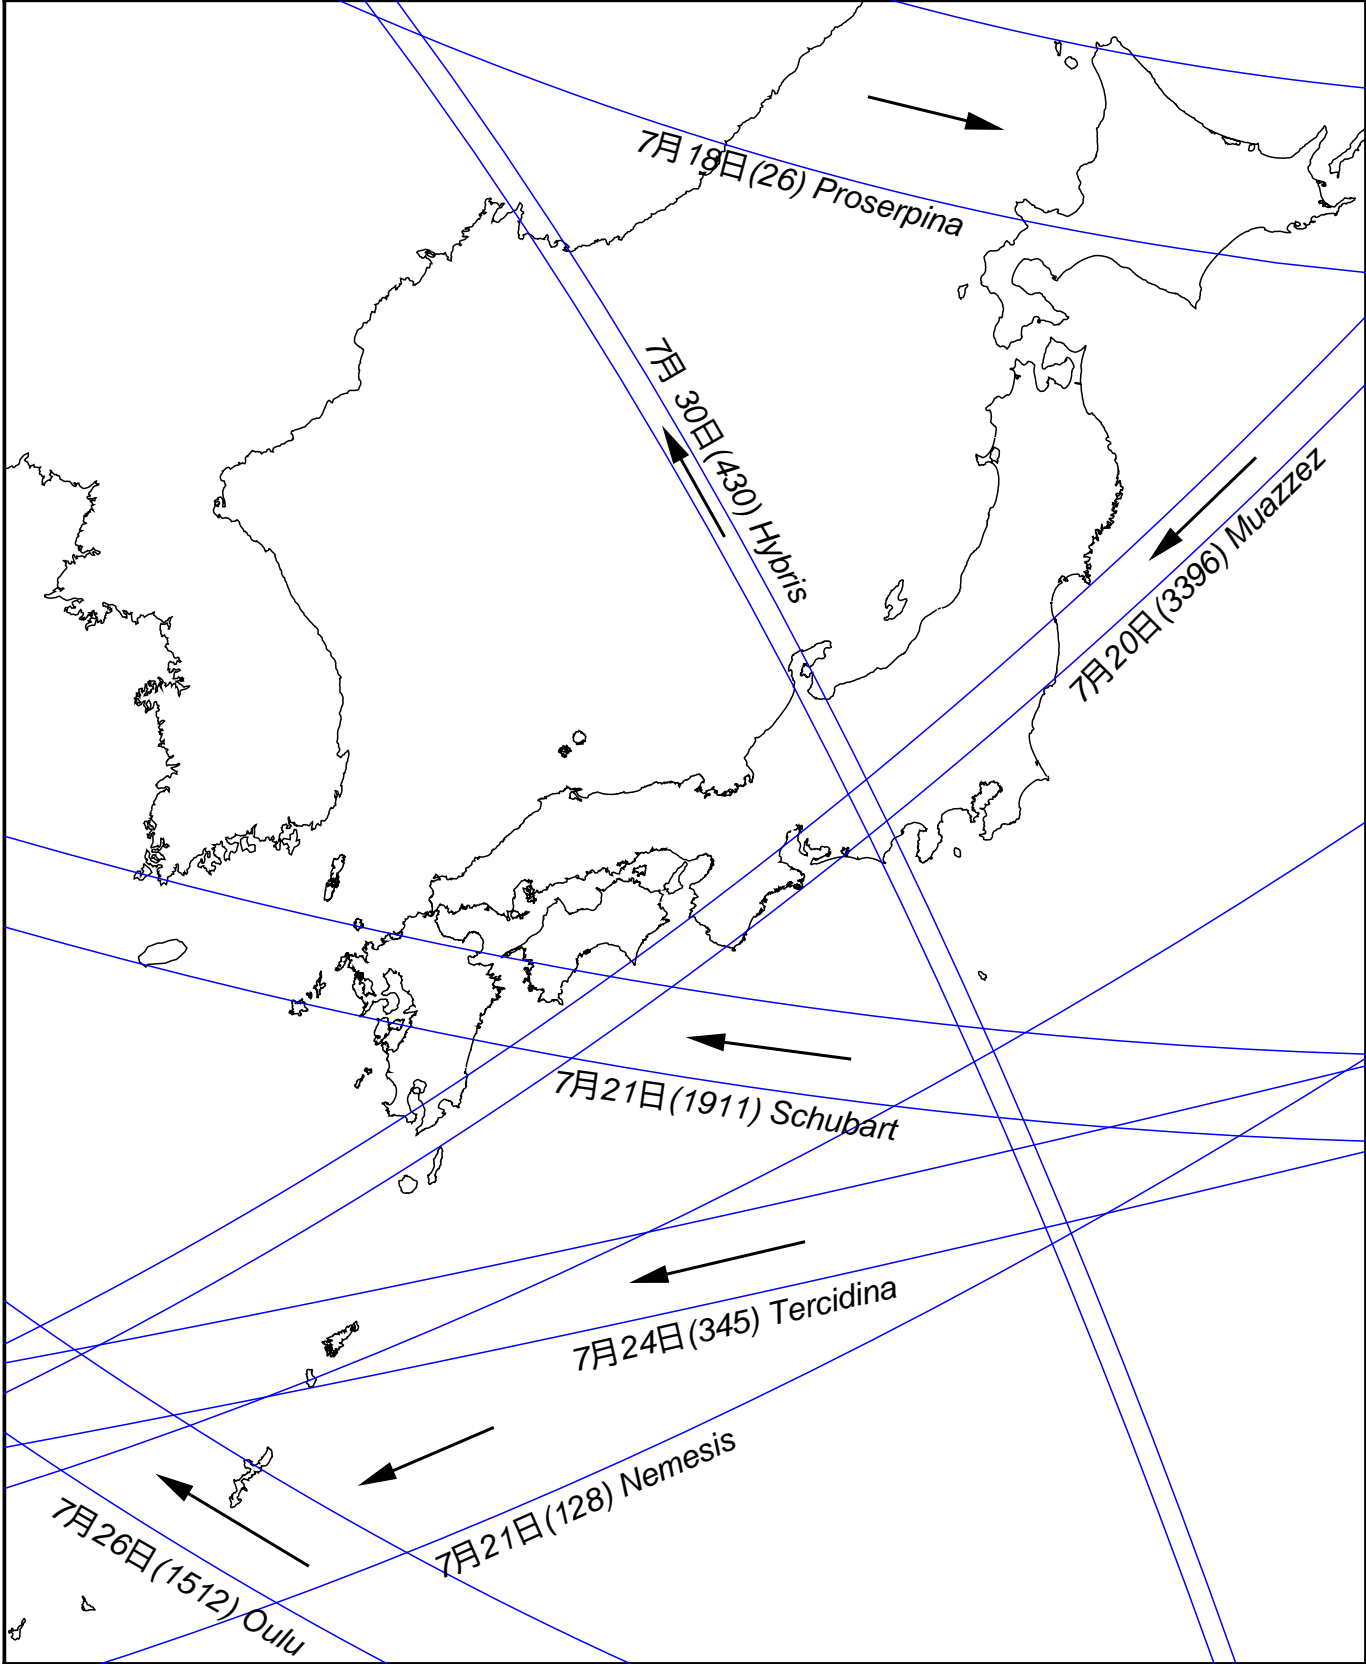 7月18日(26) Proserpina
7月 30日(430) Hybris
7月20日(3396) Muazzez
7月21日(1911) Schubart
7月24日(345) Tercidina
7月21日(128) Nemesis
7月26日(1512) Oulu